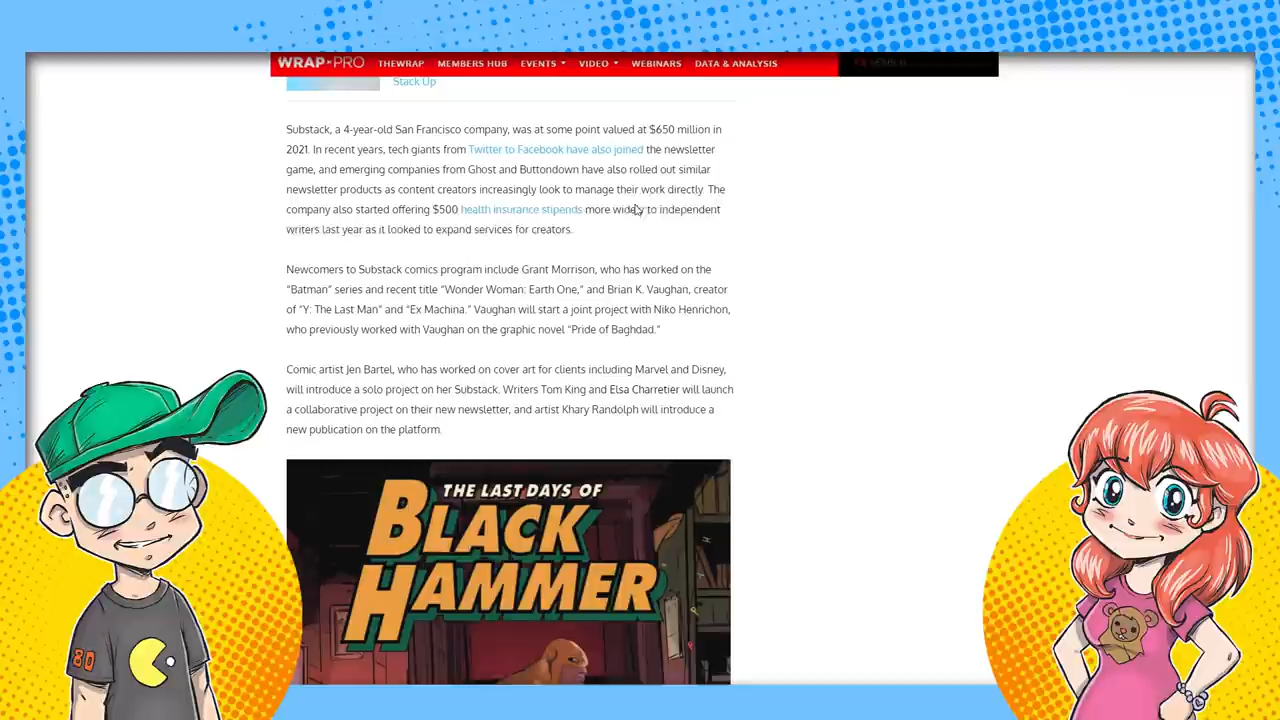 WRAP PRO THEWRAP MEMBERS HUB EVENTS VIDEO WEBINARS DATA & ANALYSIS
Stack Up
Substack, a 4-year-old San Francisco company, was at some point valued at $650 million in
2021. In recent years, tech giants from Twitter to Facebook have also joined the newsletter
game, and emerging companies from Ghost and Buttondown have also rolled out similar
newsletter products as content creators increasingly look to manage their work directly. The
company also started offering $500 health insurance stipends more widely to independent
writers last year as it looked to expand services for creators.
Newcomers to Substack comics program include Grant Morrison, who has worked on the
“Batman” series and recent title “Wonder Woman: Earth One,” and Brian K. Vaughan, creator
of “Y: The Last Man” and “Ex Machina.” Vaughan will start a joint project with Niko Henrichon,
who previously worked with Vaughan on the graphic novel “Pride of Baghdad.”
Comic artist Jen Bartel, who has worked on cover art for clients including Marvel and Disney,
will introduce a solo project on her Substack. Writers Tom King and Elsa Charretier will launch
a collaborative project on their new newsletter, and artist Khary Randolph will introduce a
new publication on the platform.
THE LAST DAYS OF
BLACK
HAMMER
80